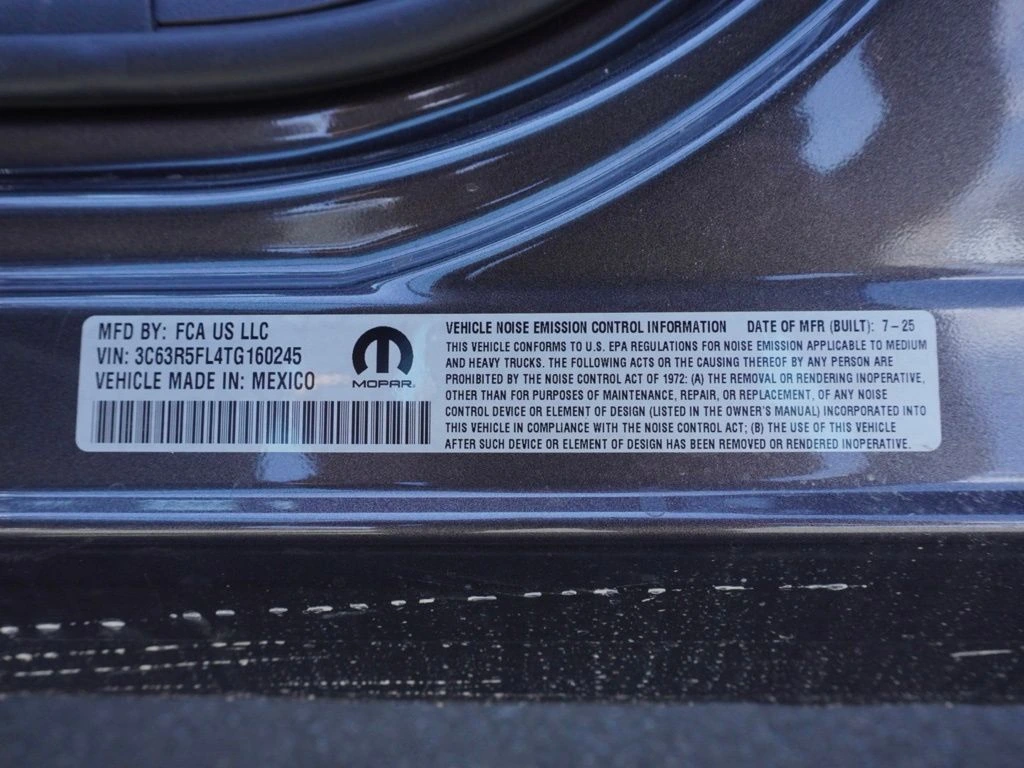 MFD BY: FCA US LLC
VIN: 3C63R5FL4TG160245
VEHICLE MADE IN: MEXICO
MOPAR
VEHICLE NOISE EMISSION CONTROL INFORMATION DATE OF MFR (BUILT): 7-25
THIS VEHICLE CONFORMS TO U.S. EPA REGULATIONS FOR NOISE EMISSION APPLICABLE TO MEDIUM
AND HEAVY TRUCKS. THE FOLLOWING ACTS OR THE CAUSING THEREOF BY ANY PERSON ARE
PROHIBITED BY THE NOISE CONTROL ACT OF 1972: (A) THE REMOVAL OR RENDERING INOPERATIVE,
OTHER THAN FOR PURPOSES OF MAINTENANCE, REPAIR, OR REPLACEMENT, OF ANY NOISE
CONTROL DEVICE OR ELEMENT OF DESIGN (LISTED IN THE OWNER'S MANUAL) INCORPORATED INTO
THIS VEHICLE IN COMPLIANCE WITH THE NOISE CONTROL ACT; (B) THE USE OF THIS VEHICLE
AFTER SUCH DEVICE OR ELEMENT OF DESIGN HAS BEEN REMOVED OR RENDERED INOPERATIVE.